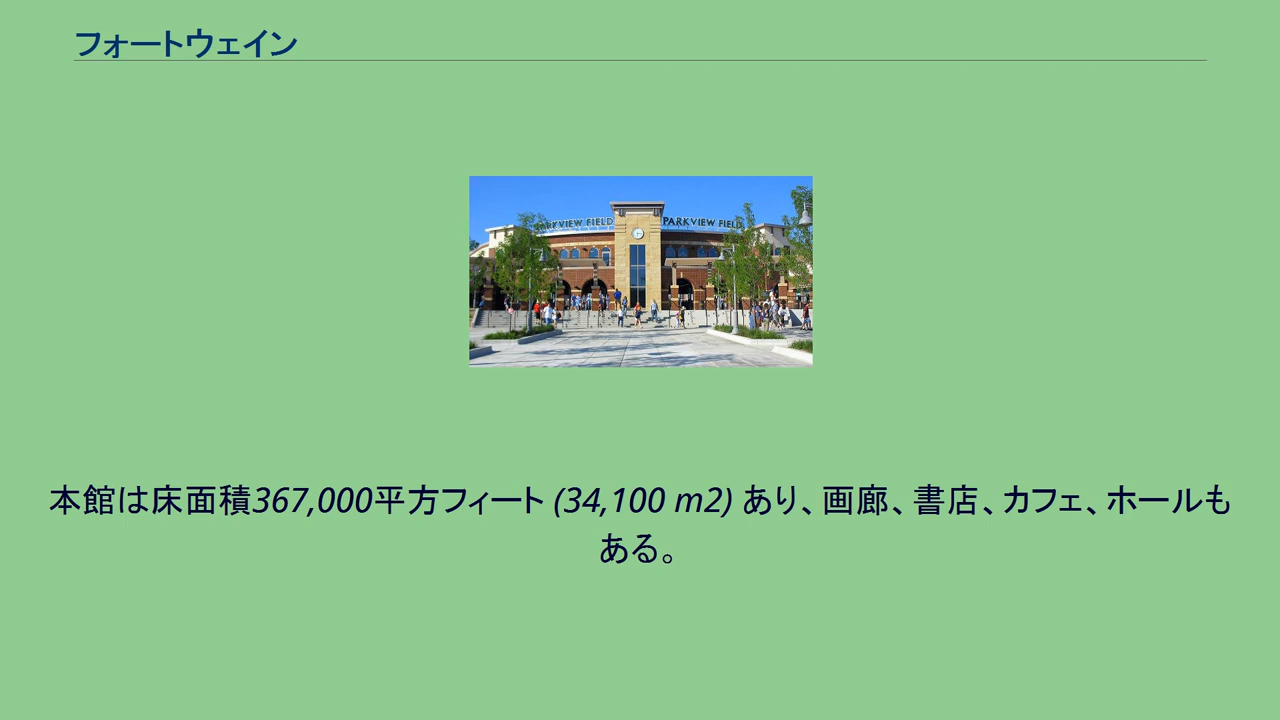 フォートウェイン
PARKVIEW FIELD PARKVIEW FIELD
本館は床面積367,000平方フィート (34,100 m2) あり、画廊、書店、カフェ、ホールも
ある。